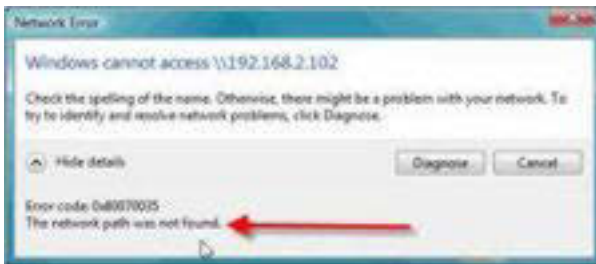 Network Error
Windows cannot access \\192.168.2.102
Check the spelling of the name. Otherwise, there might be a problem with your network. To
try to identify and resolve network problems, click Diagnose.
Hide details
Diagnose
Cancel
Error code: 0x80070035
The network path was not found.